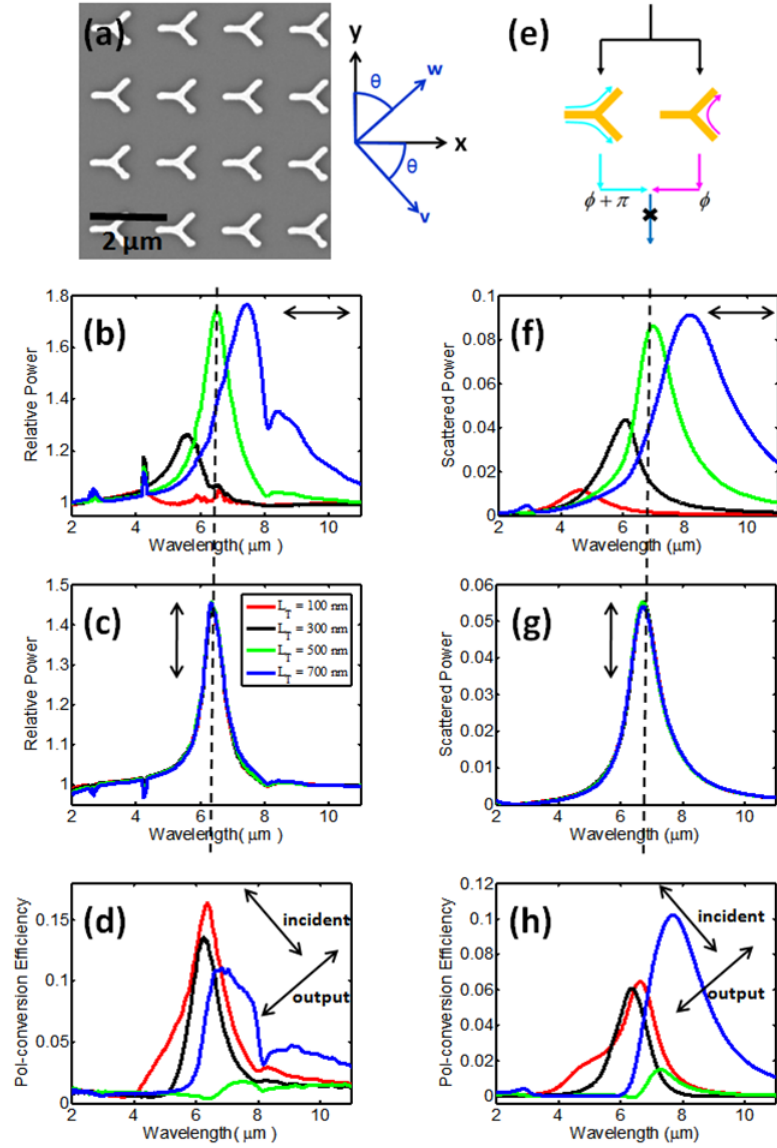 (a)
2 μm
y
w
θ
x
θ
v
(e)
ϕ + π
ϕ
(b)
Relative Power
1.8
1.6
1.4
1.2
1
2 4 6 8 10
Wavelength( μm )
(f)
Scattered Power
0.1
0.08
0.06
0.04
0.02
0
2 4 6 8 10
Wavelength (μm)
(c)
Relative Power
1.5
1.4
1.3
1.2
1.1
1
L_T = 100 nm
L_T = 300 nm
L_T = 500 nm
L_T = 700 nm
2 4 6 8 10
Wavelength( μm )
(g)
Scattered Power
0.06
0.05
0.04
0.03
0.02
0.01
0
2 4 6 8 10
Wavelength (μm)
(d)
incident
output
Pol-conversion Efficiency
0.15
0.1
0.05
0
2 4 6 8 10
Wavelength( μm )
(h)
incident
output
Pol-conversion Efficiency
0.12
0.1
0.08
0.06
0.04
0.02
0
2 4 6 8 10
Wavelength (μm)